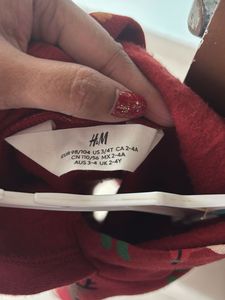 H&M
EUR 98/104 US 3/4T CA 2-4A
CN 110/56 MX 2-4A
AUS 3-4 UK 2-4Y